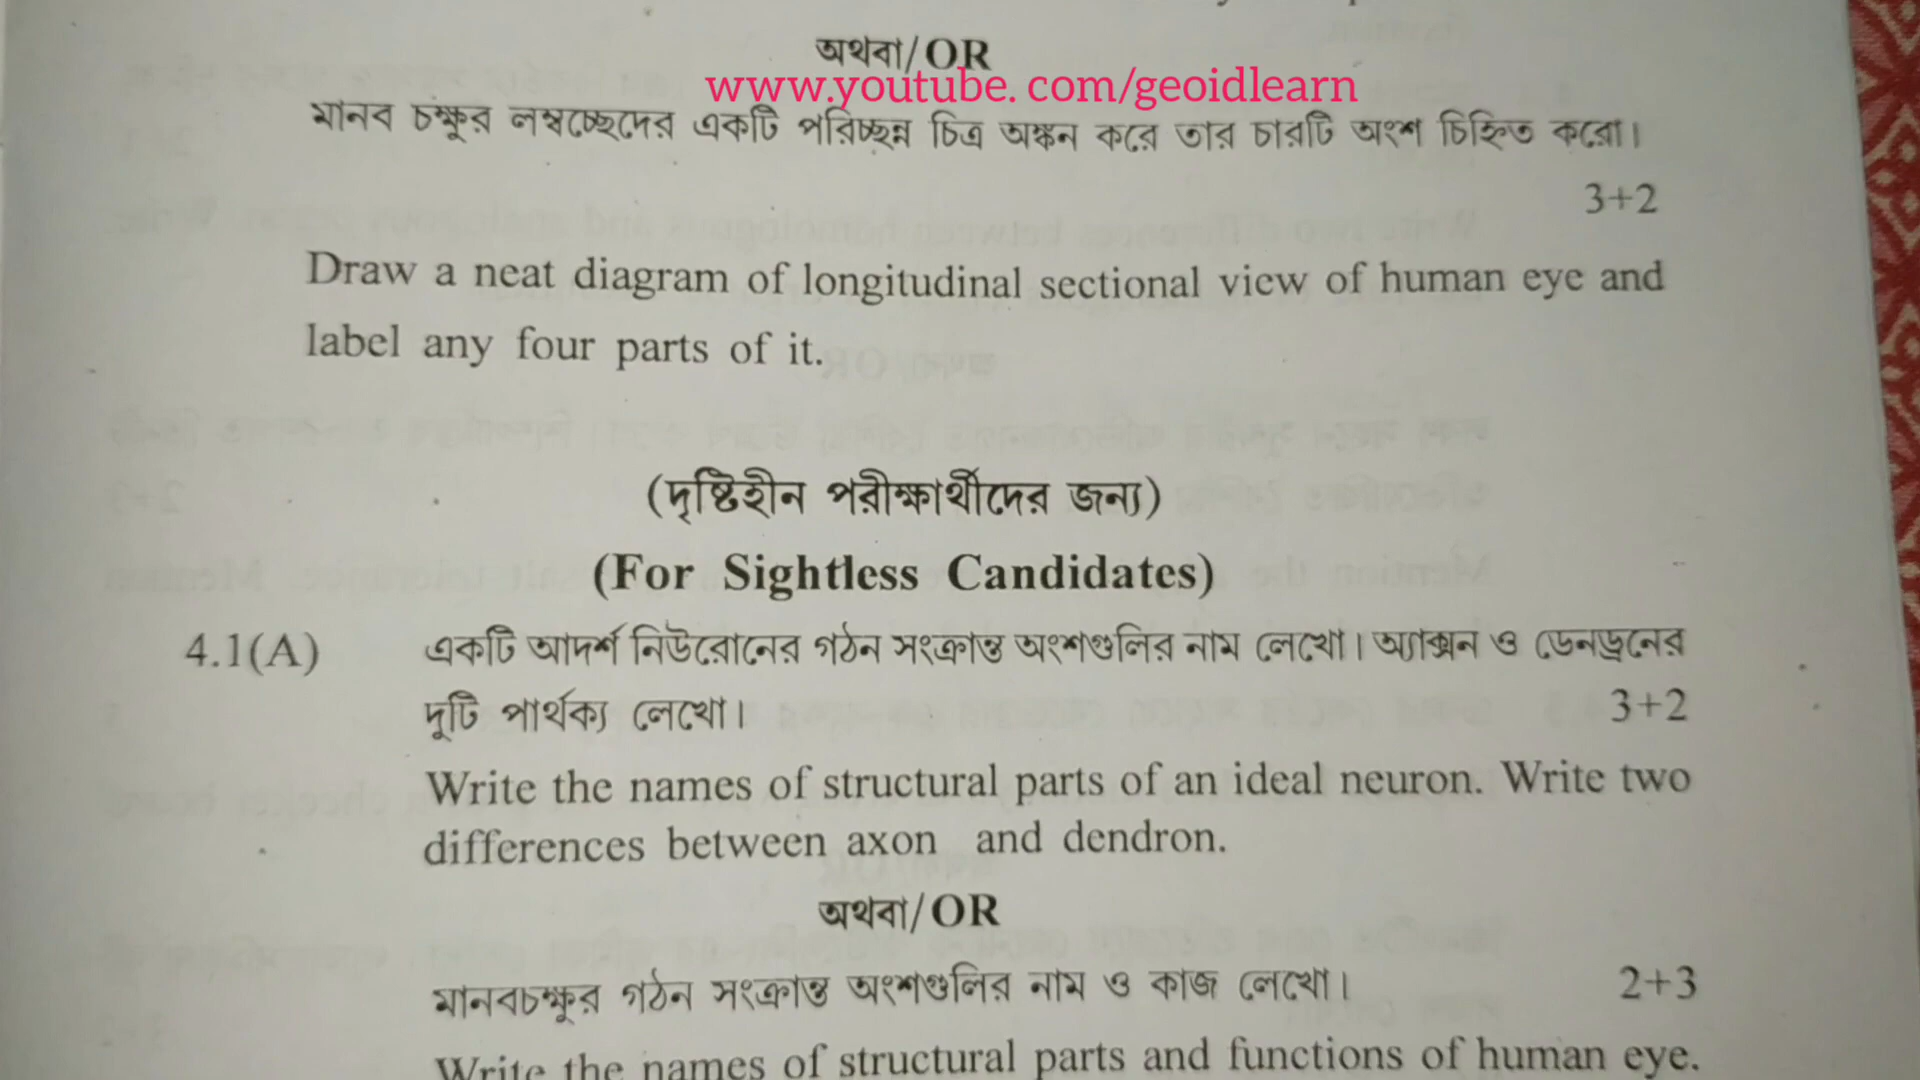 অথবা/OR
www.youtube. com/geoidlearn
মানব চক্ষুর লম্বচ্ছেদের একটি পরিচ্ছন্ন চিত্র অঙ্কন করে তার চারটি অংশ চিহ্নিত করো।
3+2
Draw a neat diagram of longitudinal sectional view of human eye and
label any four parts of it.
(দৃষ্টিহীন পরীক্ষার্থীদের জন্য)
(For Sightless Candidates)
4.1(A) একটি আদর্শ নিউরোনের গঠন সংক্রান্ত অংশগুলির নাম লেখো। অ্যাক্সন ও ডেনড্রনের
দুটি পার্থক্য লেখো। 3+2
Write the names of structural parts of an ideal neuron. Write two
differences between axon and dendron.
অথবা/OR
মানবচক্ষুর গঠন সংক্রান্ত অংশগুলির নাম ও কাজ লেখো। 2+3
Write the names of structural parts and functions of human eye.